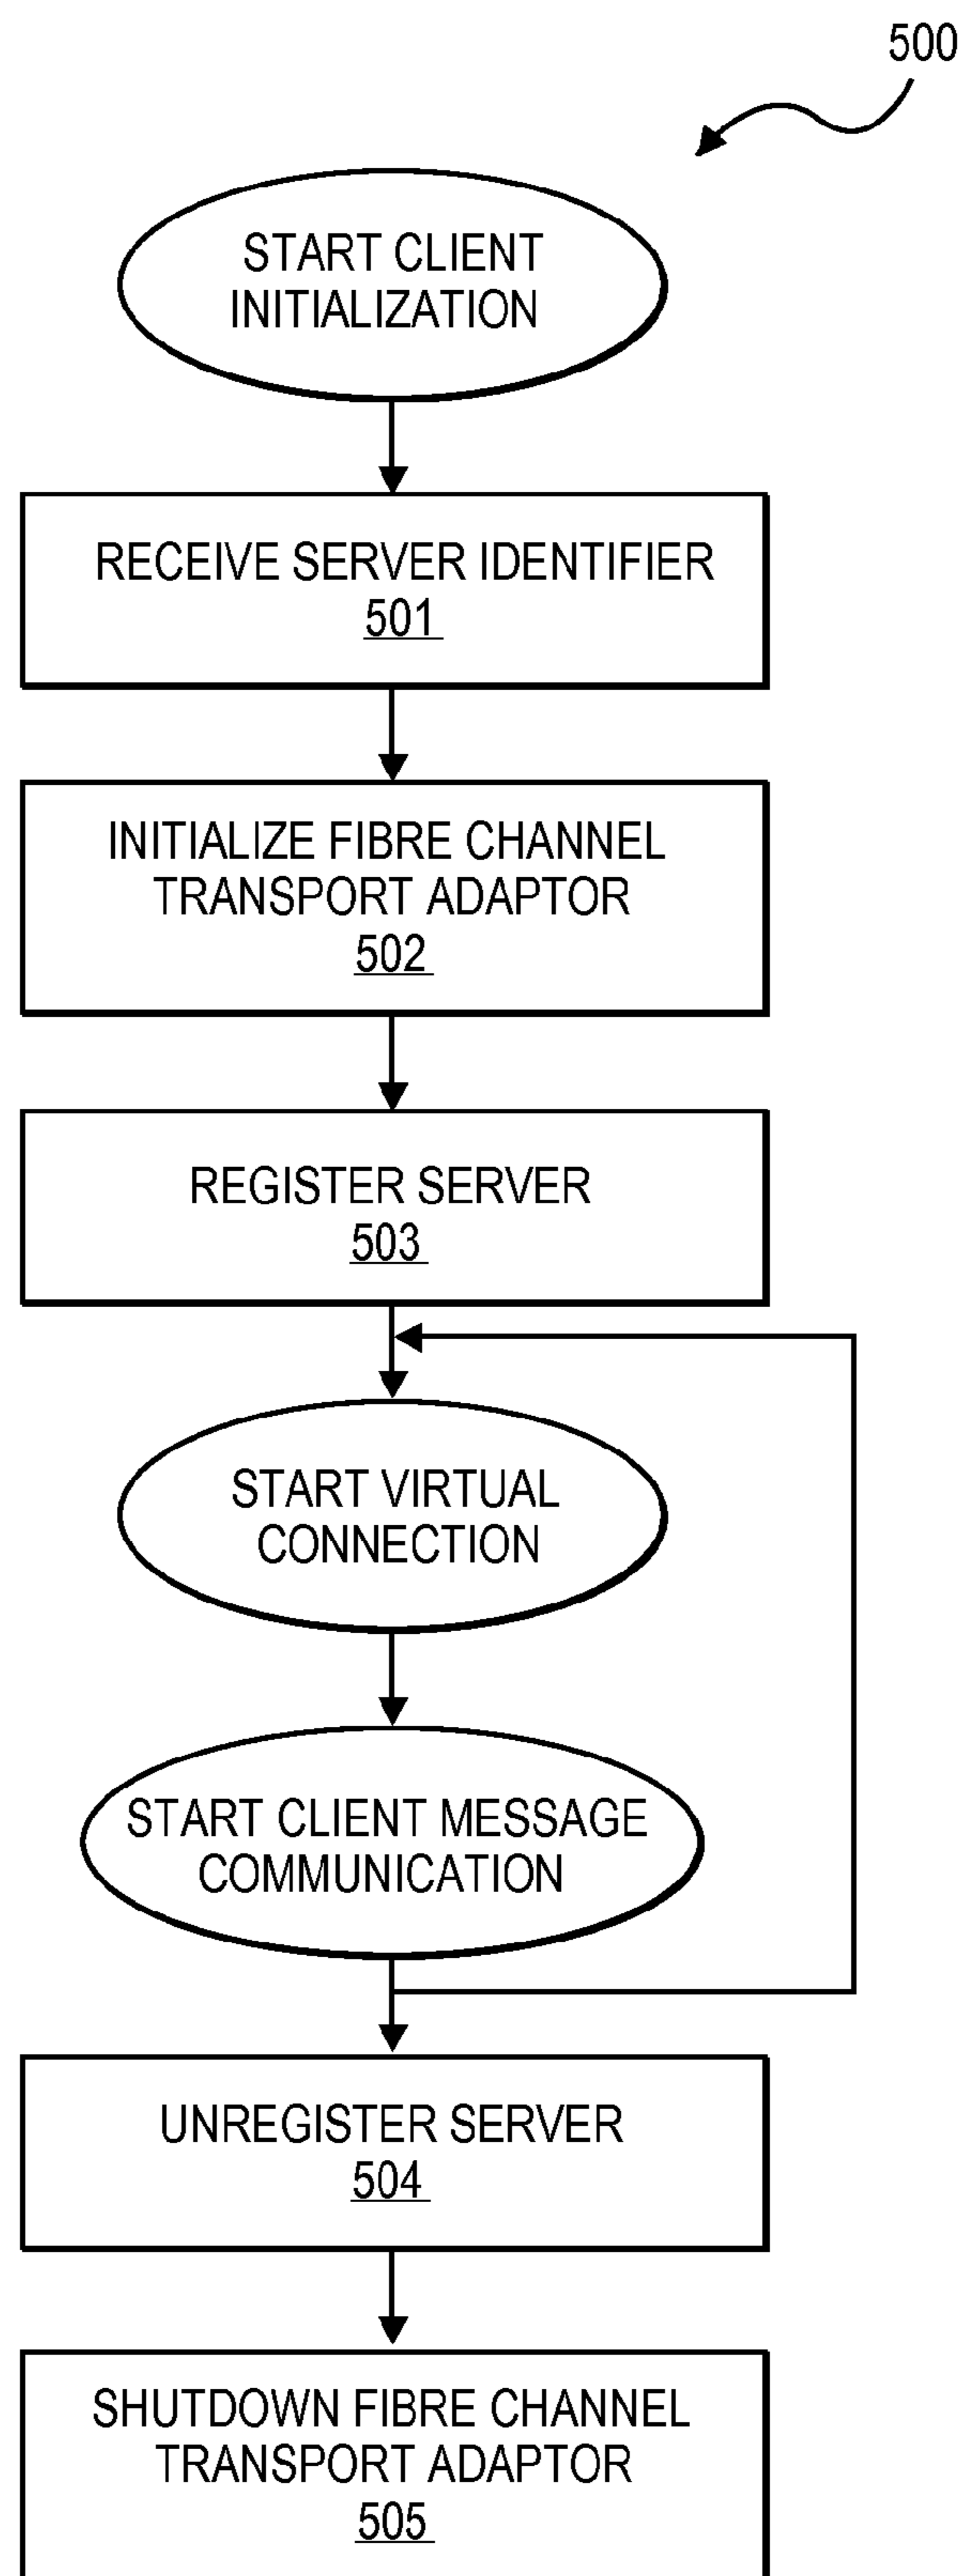 500
START CLIENT
INITIALIZATION
RECEIVE SERVER IDENTIFIER
501
INITIALIZE FIBRE CHANNEL
TRANSPORT ADAPTOR
502
REGISTER SERVER
503
START VIRTUAL
CONNECTION
START CLIENT MESSAGE
COMMUNICATION
UNREGISTER SERVER
504
SHUTDOWN FIBRE CHANNEL
TRANSPORT ADAPTOR
505